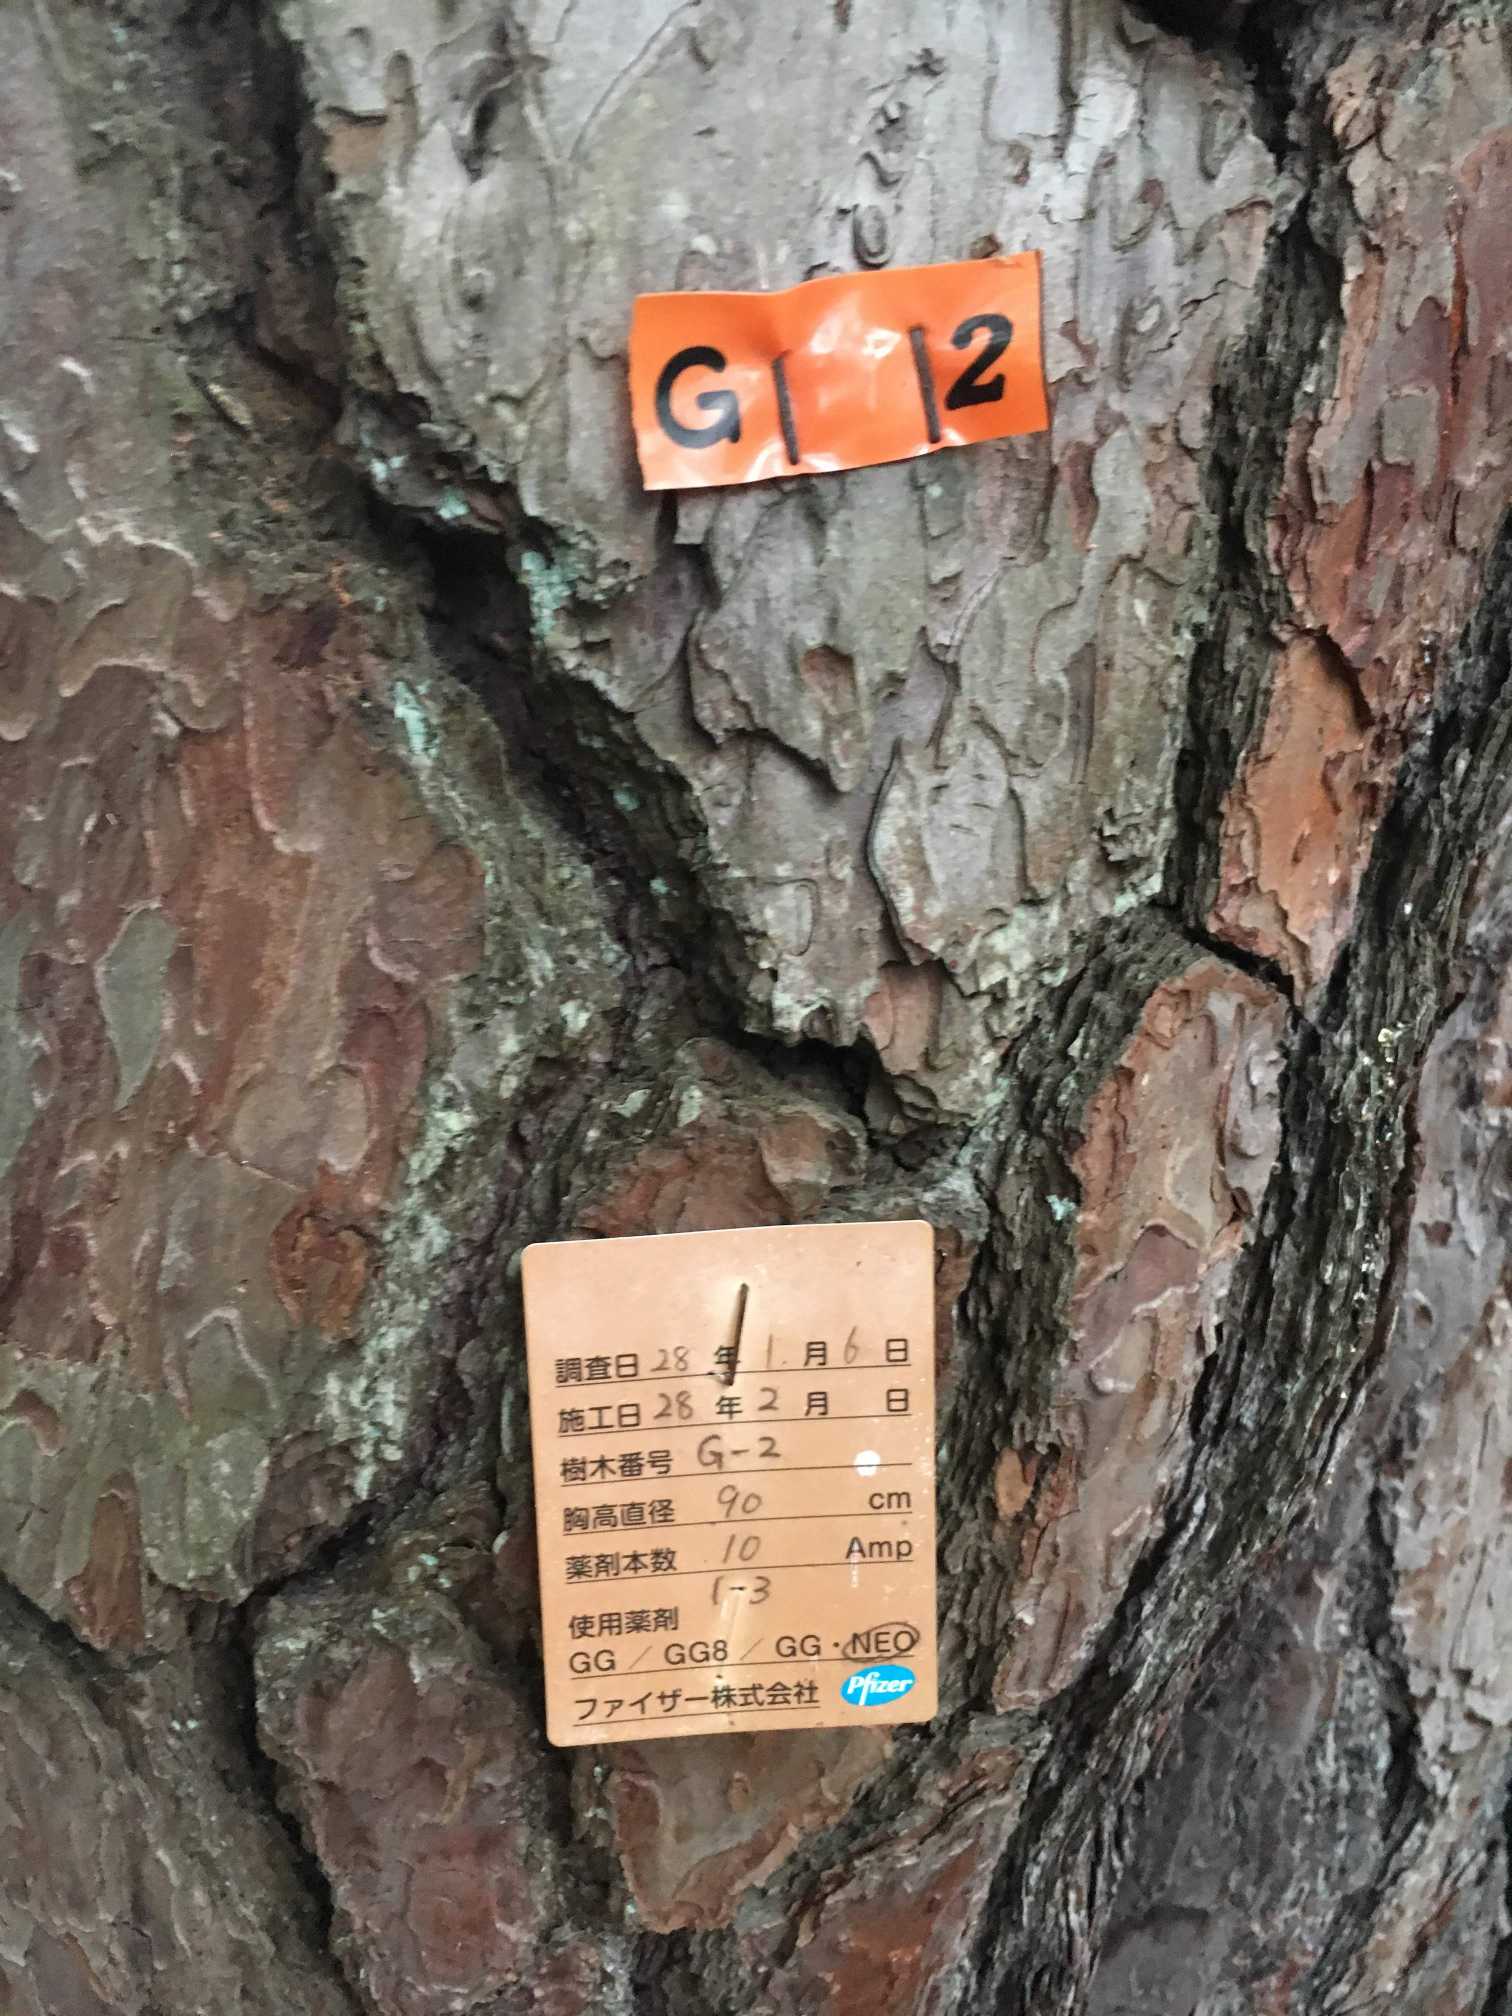 G 2
調査日 28 年 1. 月 6 日
施工日 28 年 2 月 日
樹木番号 G-2
胸高直径 90 cm
薬剤本数 10 Amp
1-3
使用薬剤
GG / GG8 / GG・NEO
ファイザー株式会社 Pfizer